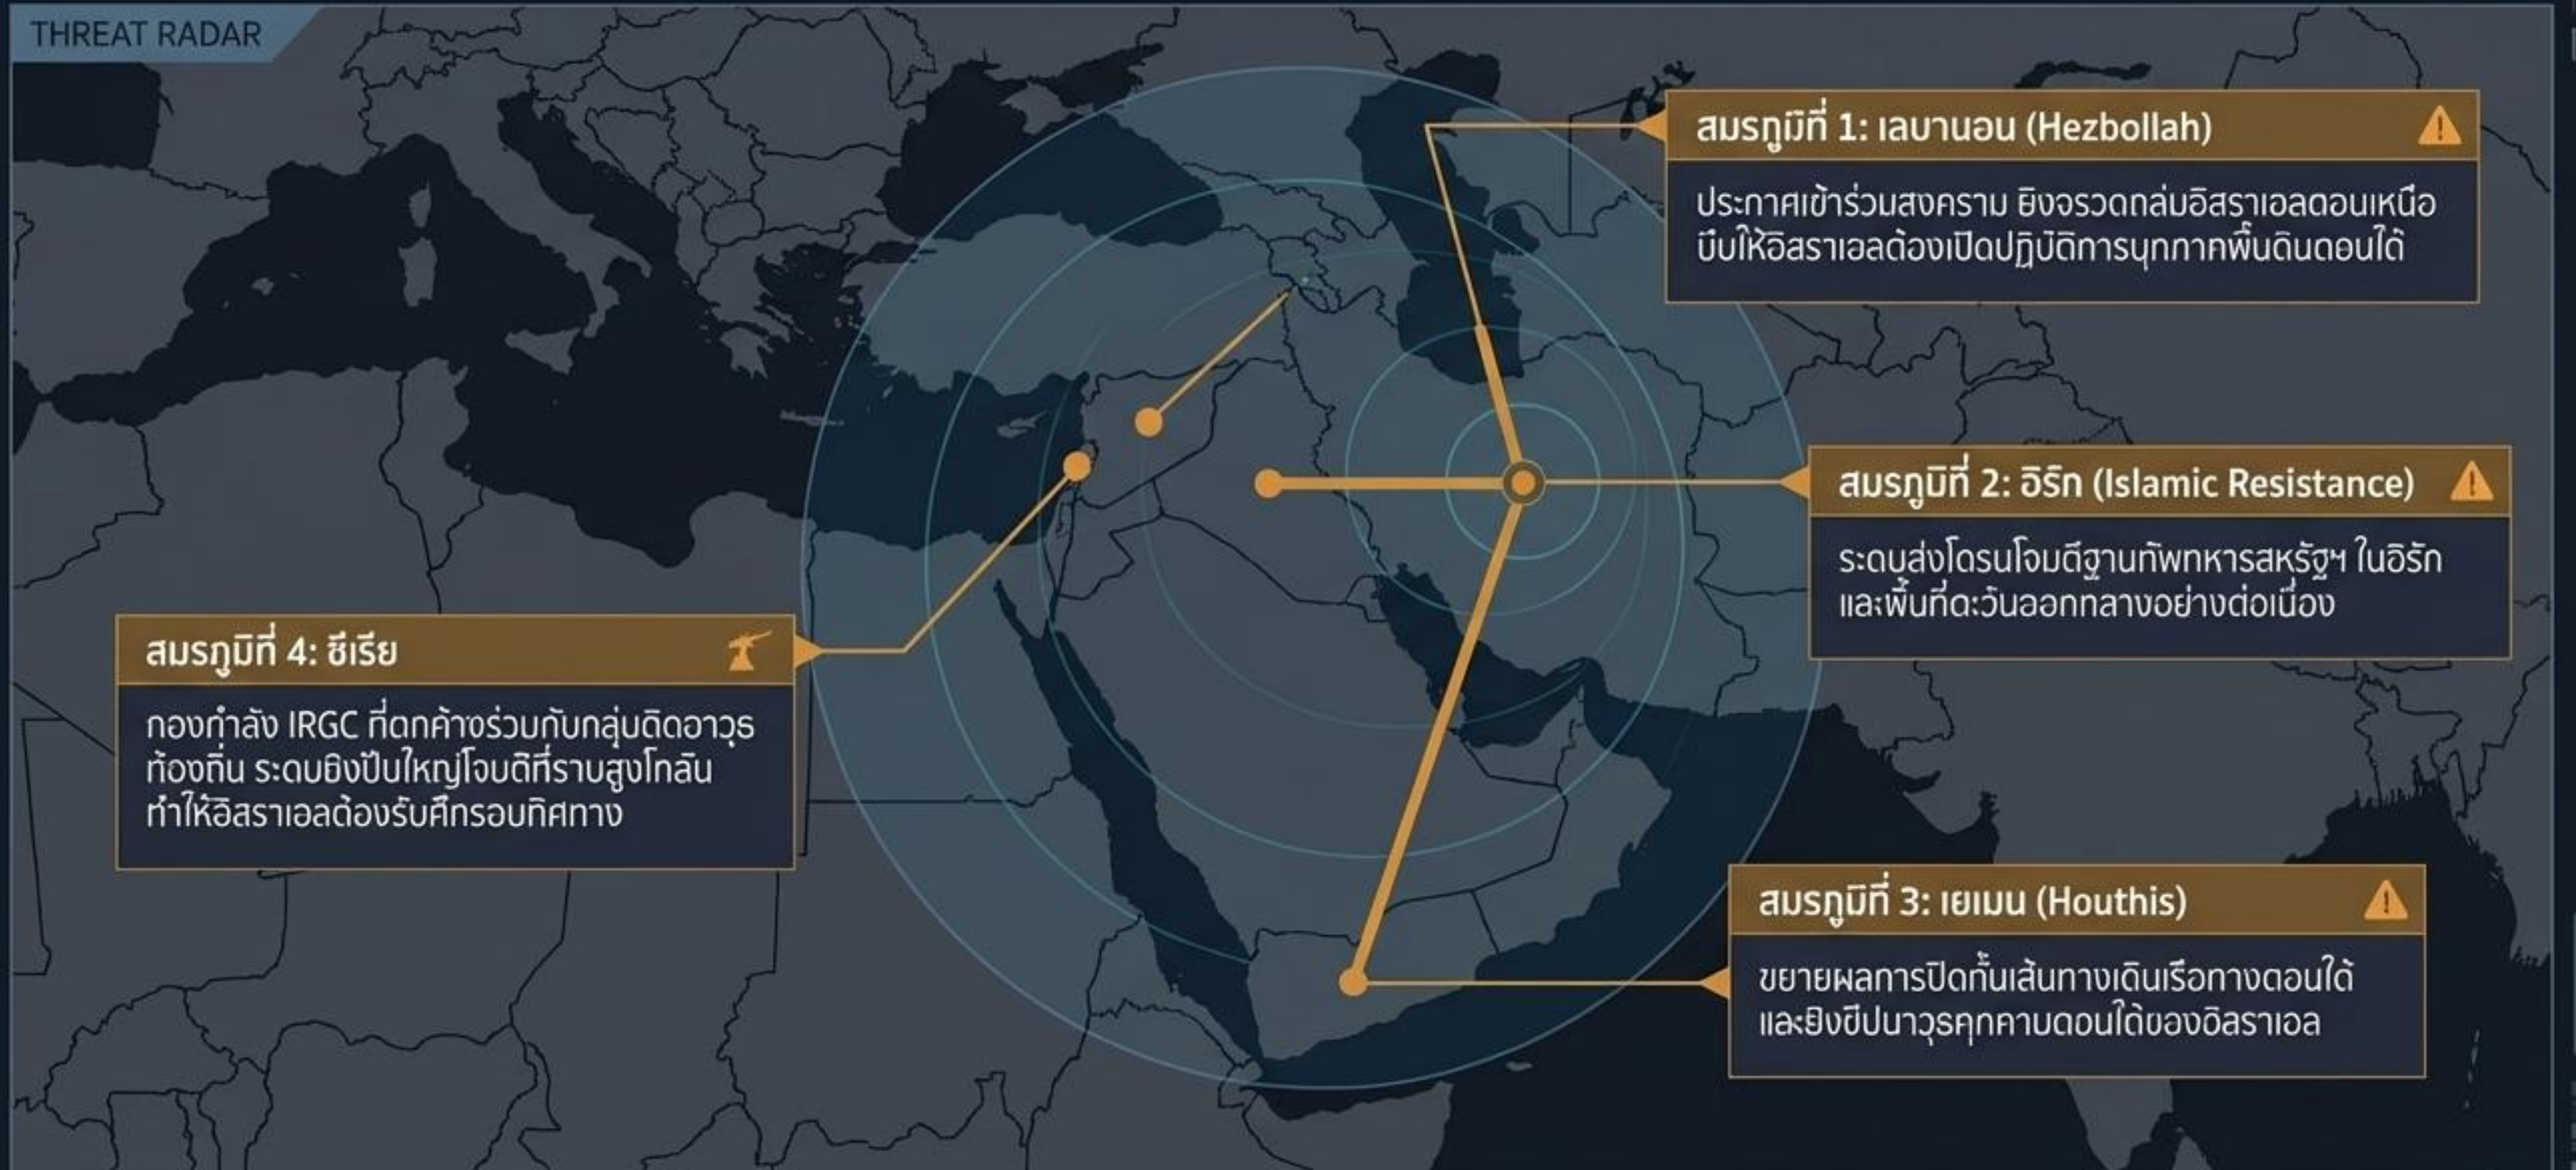 THREAT RADAR
สมรภูมิที่ 1: เลบานอน (Hezbollah)
ประกาศเข้าร่วมสงคราม ยิงจรวดถล่มอิสราเอลตอนเหนือ
บีบให้อิสราเอลต้องเปิดปฏิบัติการบุกภาคพื้นดินตอนใต้
สมรภูมิที่ 2: อิรัก (Islamic Resistance)
ระดมส่งโดรนโจมตีฐานทัพทหารสหรัฐฯ ในอิรัก
และพื้นที่ตะวันออกกลางอย่างต่อเนื่อง
สมรภูมิที่ 4: ซีเรีย
กองกำลัง IRGC ที่ตกค้างร่วมกับกลุ่มติดอาวุธ
ท้องถิ่น ระดมยิงปืนใหญ่โจมตีที่ราบสูงโกลัน
ทำให้อิสราเอลต้องรับศึกรอบทิศทาง
สมรภูมิที่ 3: เยเมน (Houthis)
ขยายผลการปิดกั้นเส้นทางเดินเรือทางตอนใต้
และยิงขีปนาวุธคุกคามตอนใต้ของอิสราเอล